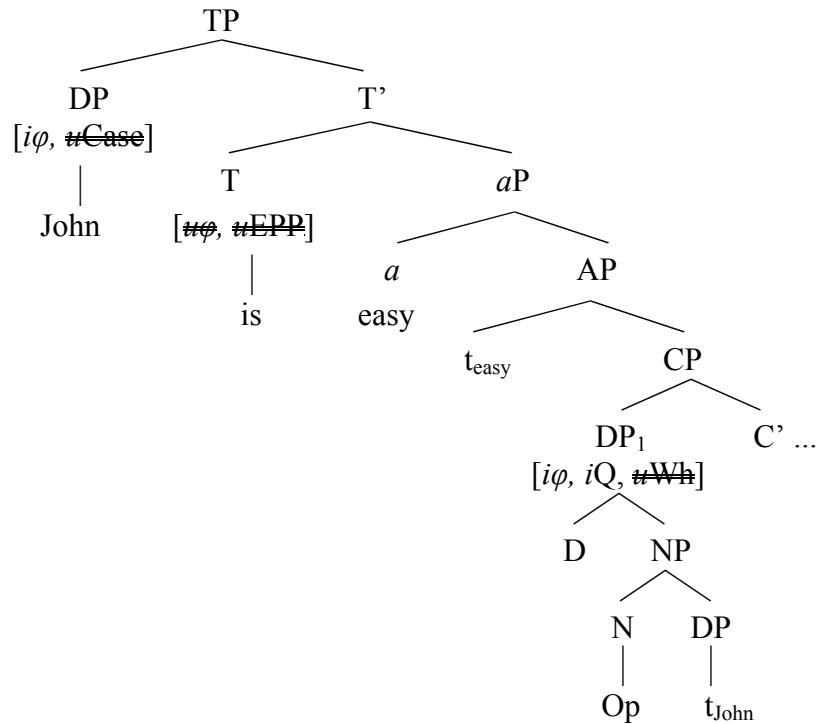 TP
DP T’
[iφ, uCase]
T aP
John [uφ, uEPP]
a AP
is easy
t_easy CP
DP₁ C’ ...
[iφ, iQ, uWh]
D NP
N DP
Op t_John